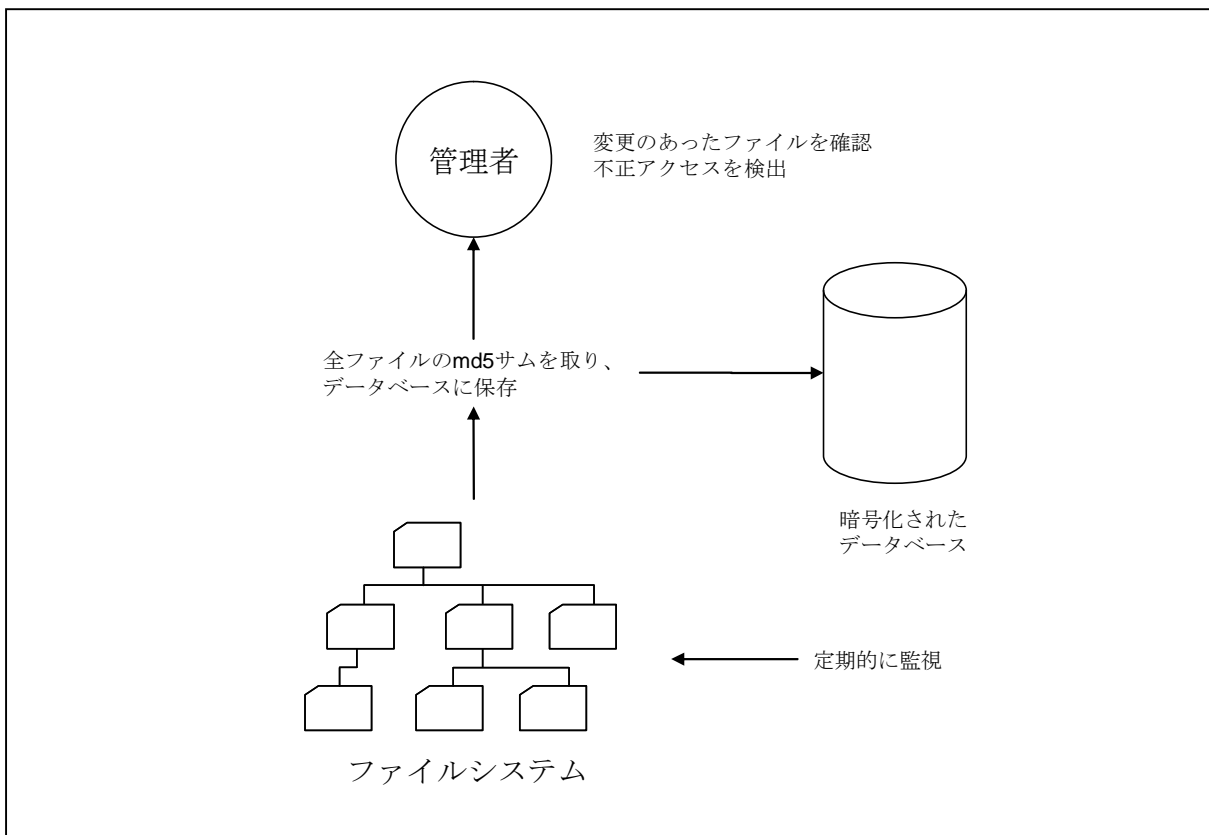 管理者
変更のあったファイルを確認
不正アクセスを検出
全ファイルのmd5サムを取り、
データベースに保存
暗号化された
データベース
定期的に監視
ファイルシステム